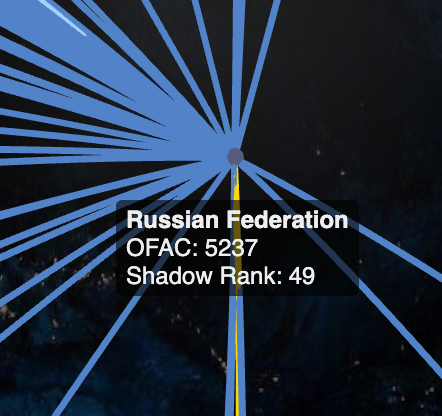 Russian Federation
OFAC: 5237
Shadow Rank: 49